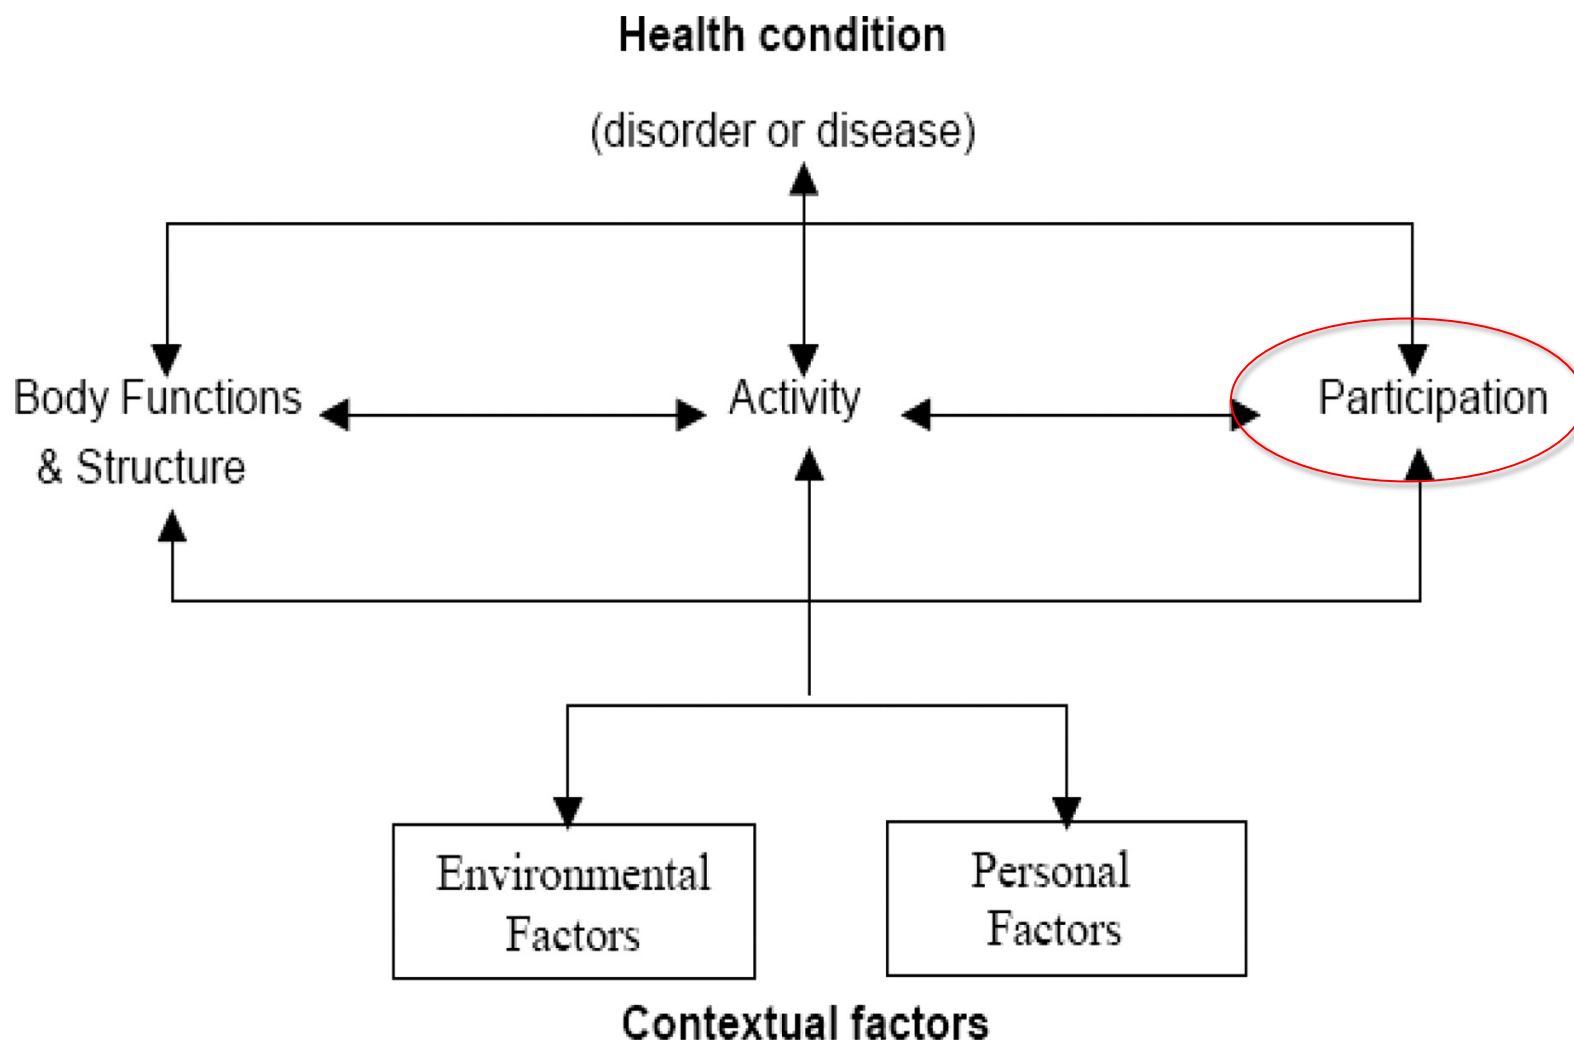 Health condition
(disorder or disease)
Body Functions
& Structure
Activity
Participation
Environmental
Factors
Personal
Factors
Contextual factors